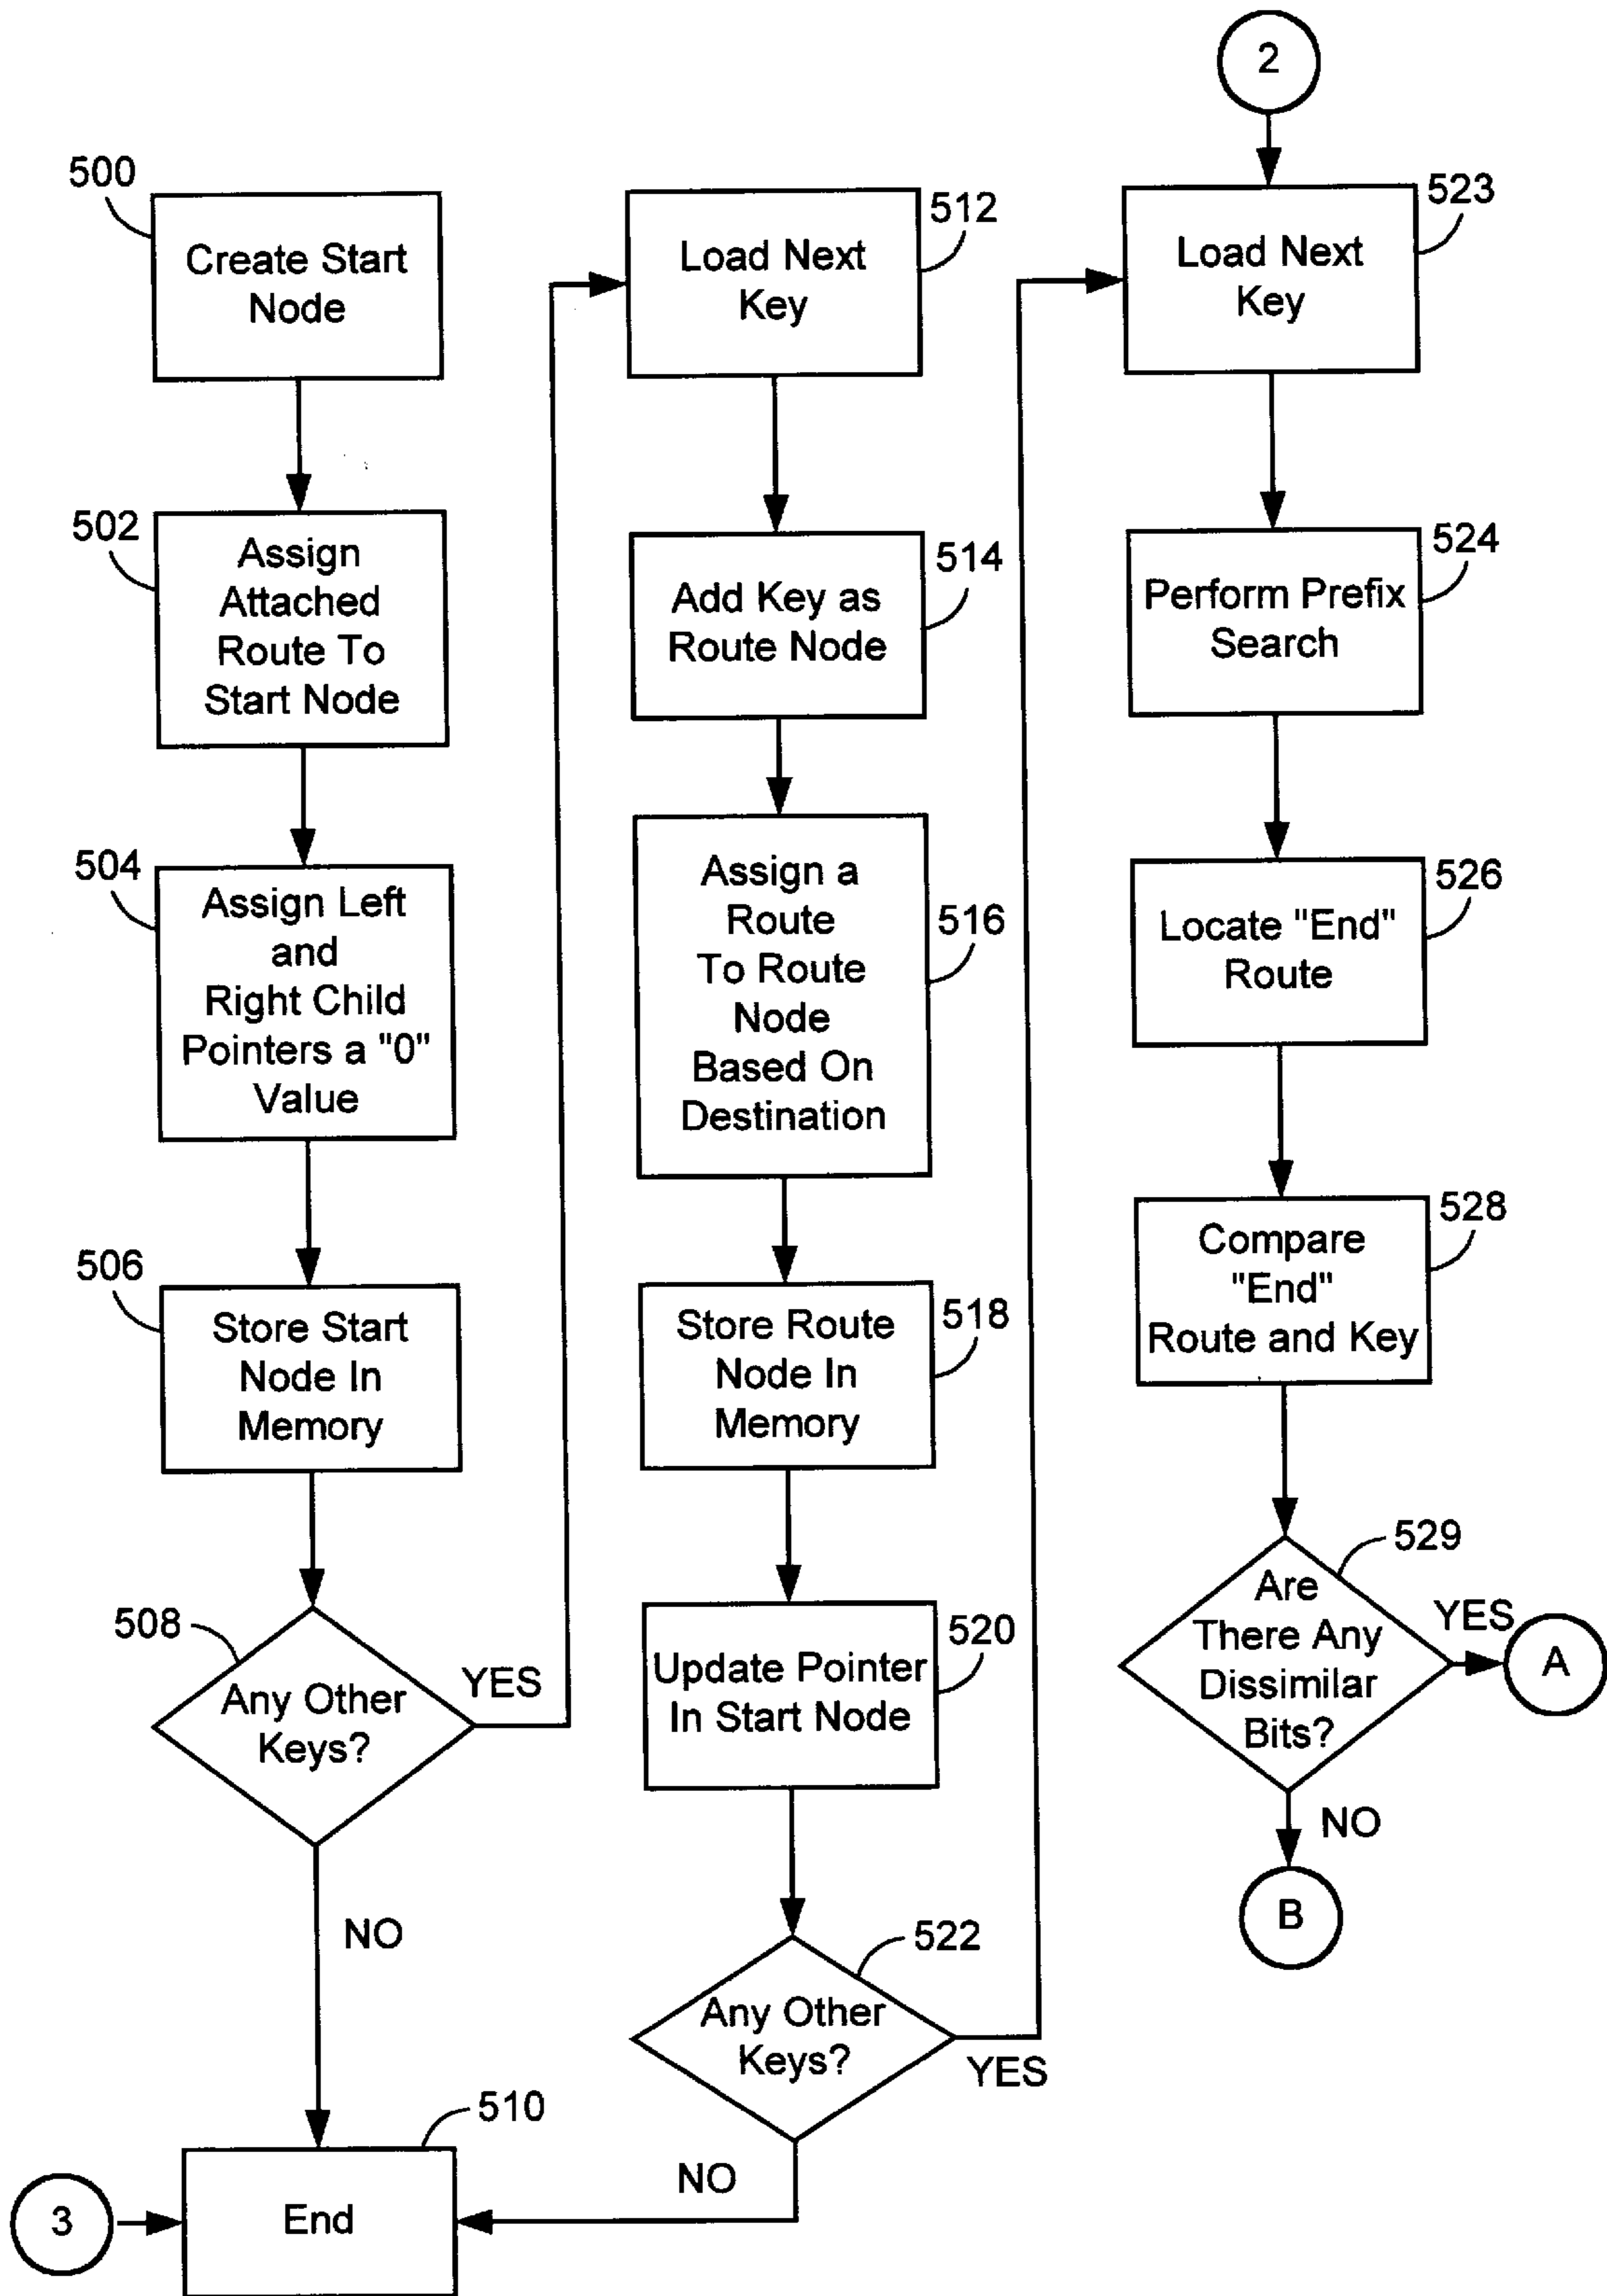 500
Create Start
Node
502
Assign
Attached
Route To
Start Node
504
Assign Left
and
Right Child
Pointers a "0"
Value
506
Store Start
Node In
Memory
508
Any Other
Keys?
YES
NO
510
3
End
512
Load Next
Key
514
Add Key as
Route Node
516
Assign a
Route
To Route
Node
Based On
Destination
518
Store Route
Node In
Memory
520
Update Pointer
In Start Node
522
Any Other
Keys?
YES
NO
2
523
Load Next
Key
524
Perform Prefix
Search
526
Locate "End"
Route
528
Compare
"End"
Route and Key
529
Are
There Any
Dissimilar
Bits?
YES
A
NO
B